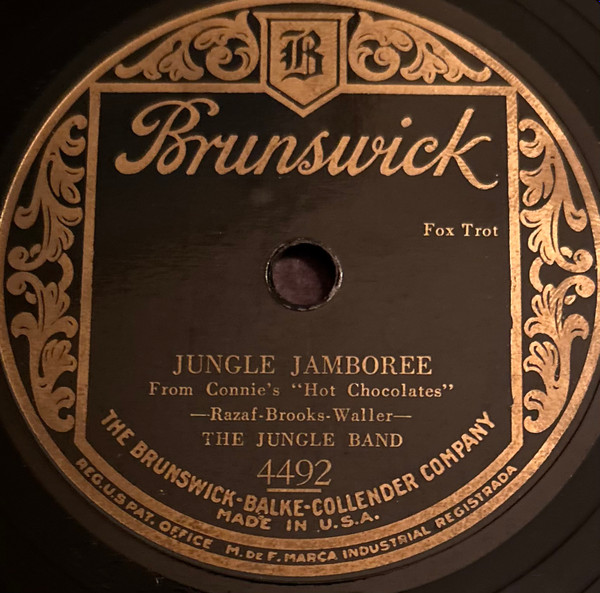 B
Brunswick
Fox Trot
JUNGLE JAMBOREE
From Connie's "Hot Chocolates"
—Razaf-Brooks-Waller—
THE JUNGLE BAND
4492
THE BRUNSWICK-BALKE-COLLENDER COMPANY
MADE IN U.S.A.
REG. U.S. PAT. OFFICE M. DE F. MARCA INDUSTRIAL REGISTRADA